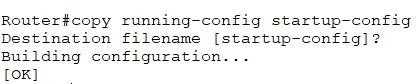 Router#copy running-config startup-config
Destination filename [startup-config]?
Building configuration...
[OK]